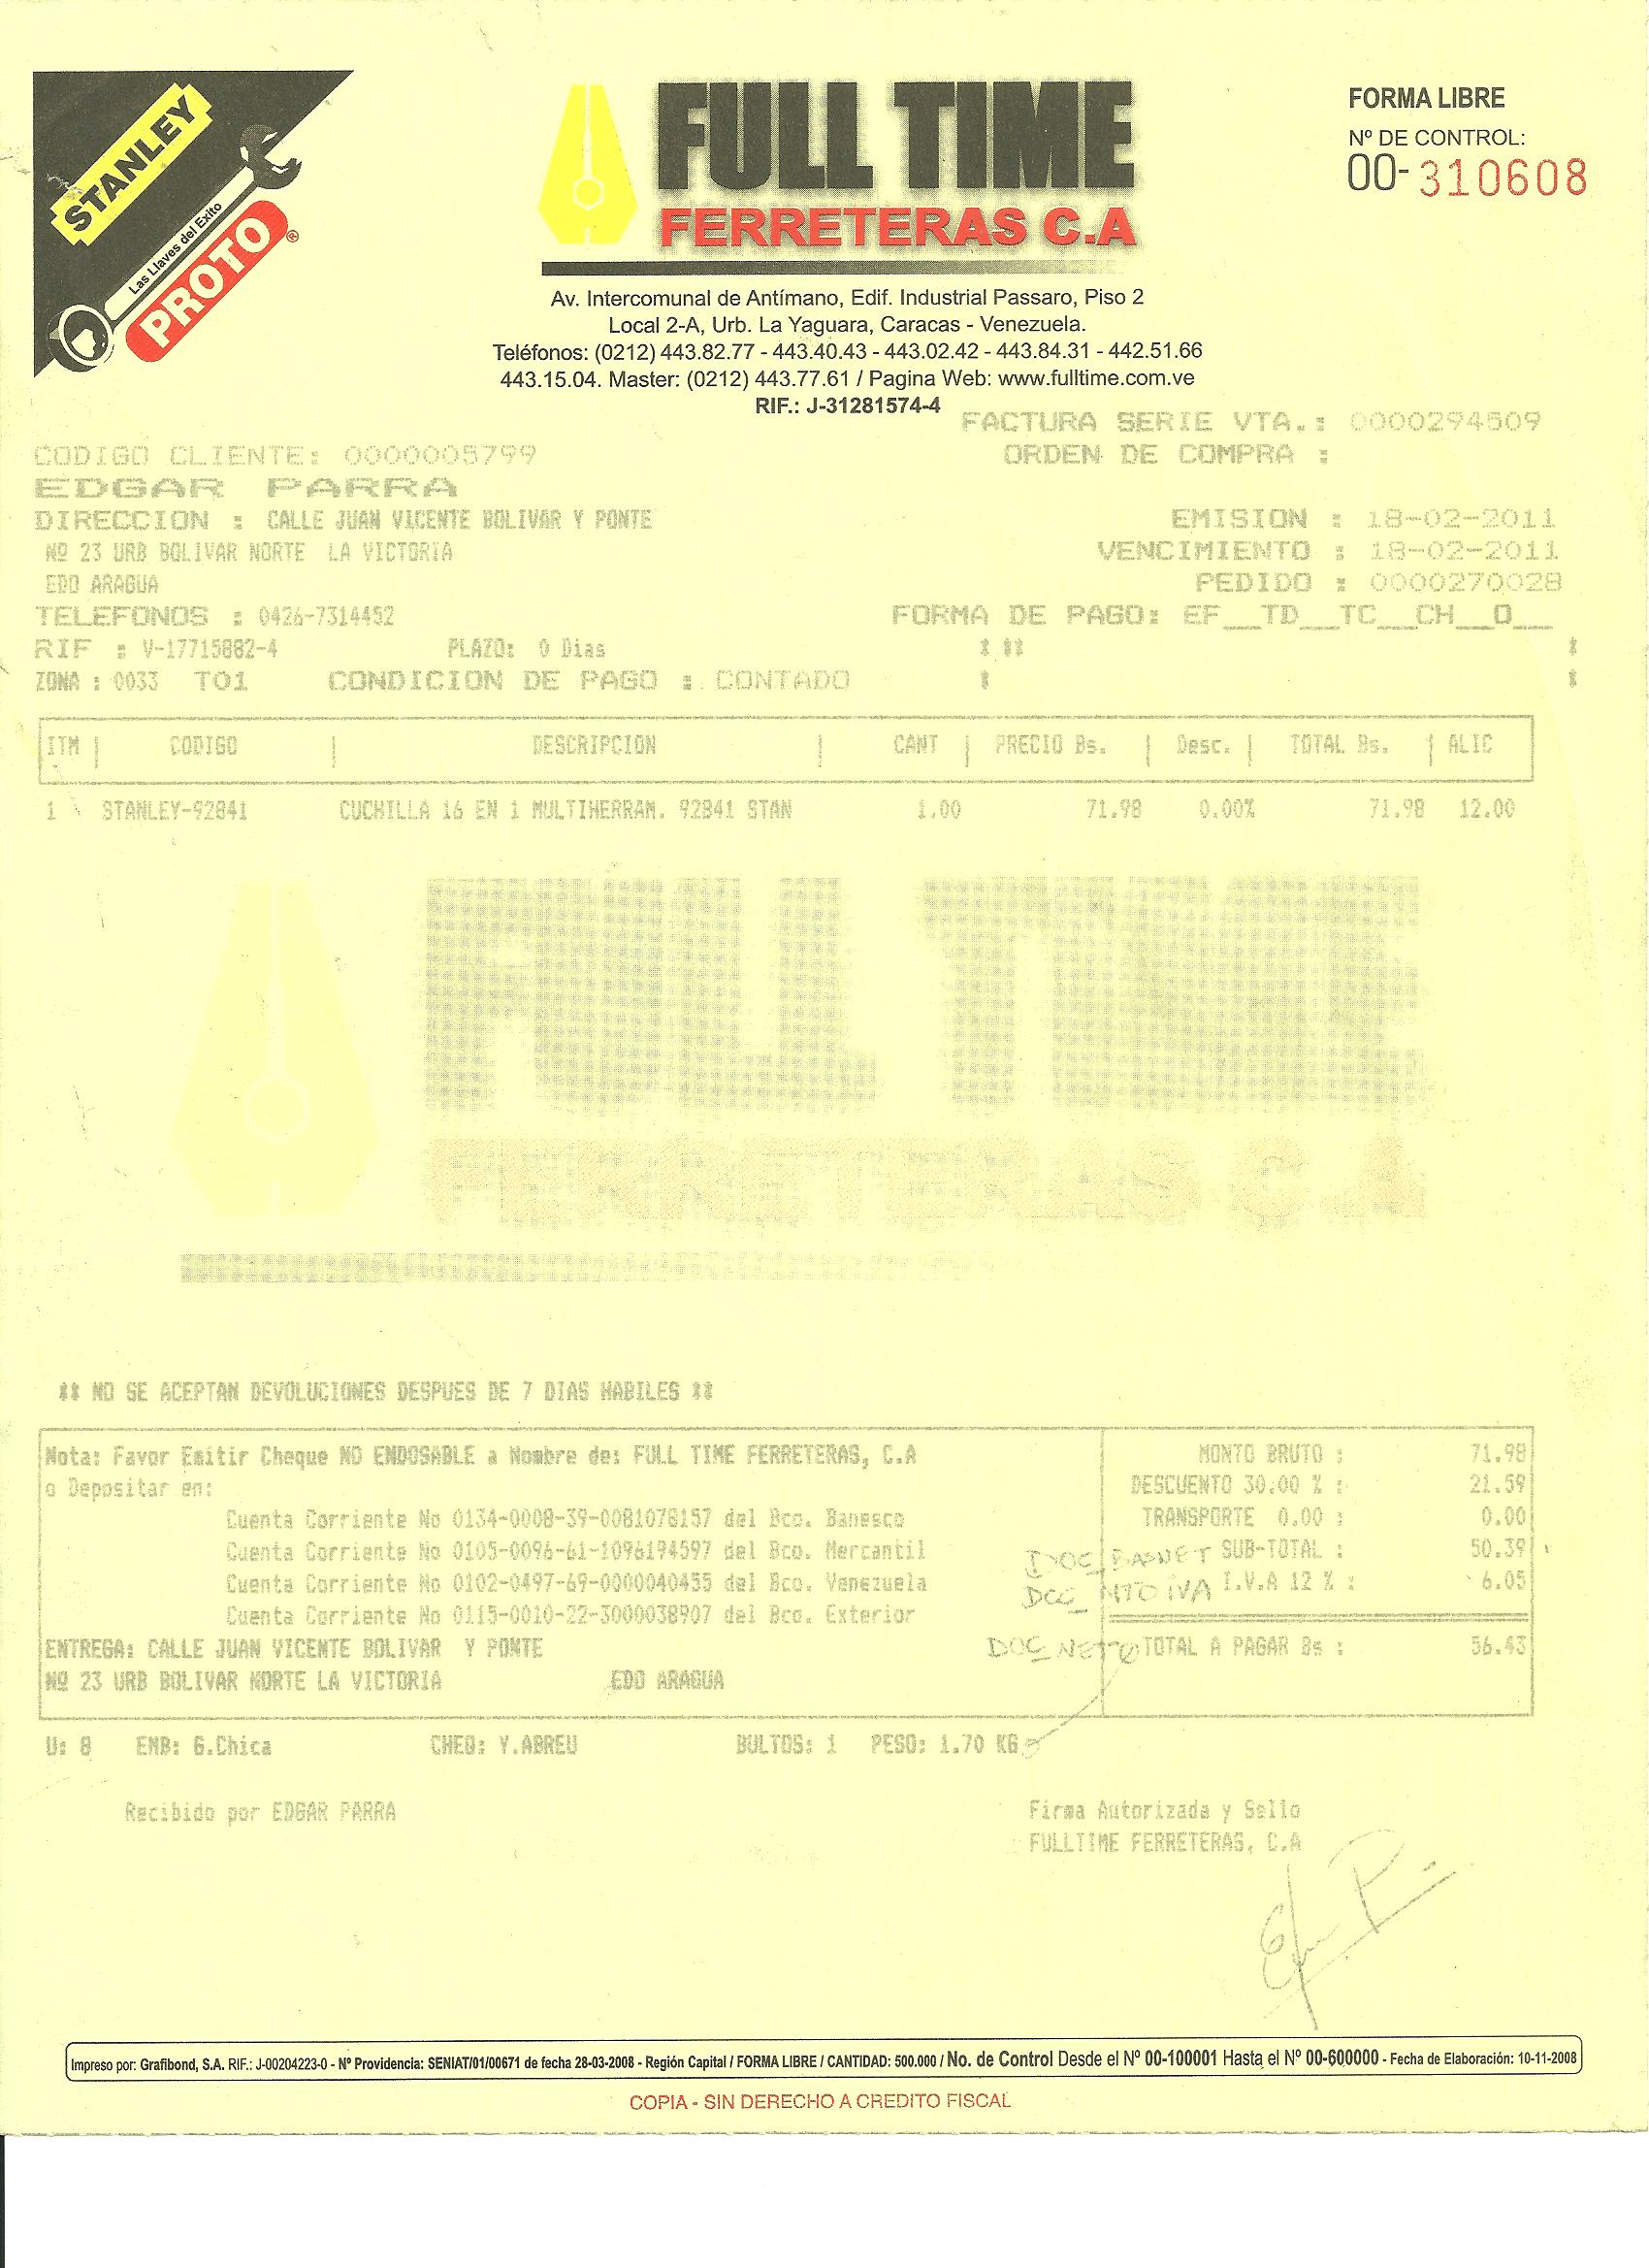 STANLEY
Las Llaves del Exito
PROTO®
FULL TIME
FERRETERAS C.A
FORMA LIBRE
Nº DE CONTROL:
00-310608
Av. Intercomunal de Antímano, Edif. Industrial Passaro, Piso 2
Local 2-A, Urb. La Yaguara, Caracas - Venezuela.
Teléfonos: (0212) 443.82.77 - 443.40.43 - 443.02.42 - 443.84.31 - 442.51.66
443.15.04. Master: (0212) 443.77.61 / Pagina Web: www.fulltime.com.ve
RIF.: J-31281574-4
FACTURA SERIE VTA.: 0000294509
CODIGO CLIENTE: 0000005799 ORDEN DE COMPRA :
EDGAR PARRA
DIRECCION : CALLE JUAN VICENTE BOLIVAR Y PONTE EMISION : 18-02-2011
Nº 23 URB BOLIVAR NORTE LA VICTORIA VENCIMIENTO : 18-02-2011
EDO ARAGUA PEDIDO : 0000270028
TELEFONOS : 0426-7314452 FORMA DE PAGO: EF__TD__TC__CH__O__
RIF : V-17715882-4 PLAZO: 0 Dias * ** *
ZONA : 0033 TO1 CONDICION DE PAGO : CONTADO * *
ITM | CODIGO | DESCRIPCION | CANT | PRECIO Bs. | Desc. | TOTAL Bs. | ALIC
1 STANLEY-92841 CUCHILLA 16 EN 1 MULTIHERRAM. 92841 STAN 1.00 71.98 0.00% 71.98 12.00
FULL TIME
FERRETERAS C.A
** NO SE ACEPTAN DEVOLUCIONES DESPUES DE 7 DIAS HABILES **
Nota: Favor Emitir Cheque NO ENDOSABLE a Nombre de: FULL TIME FERRETERAS, C.A MONTO BRUTO : 71.98
o Depositar en: DESCUENTO 30.00 % : 21.59
Cuenta Corriente No 0134-0008-39-0081078157 del Bco. Banesco TRANSPORTE 0.00 : 0.00
Cuenta Corriente No 0105-0096-61-1096194597 del Bco. Mercantil SUB-TOTAL : 50.39
Cuenta Corriente No 0102-0497-69-0000040455 del Bco. Venezuela I.V.A 12 % : 6.05
Cuenta Corriente No 0115-0010-22-3000038907 del Bco. Exterior
ENTREGA: CALLE JUAN VICENTE BOLIVAR Y PONTE DOC NETO TOTAL A PAGAR Bs : 56.43
Nº 23 URB BOLIVAR NORTE LA VICTORIA EDO ARAGUA
U: 8 EMB: G.Chica CHEQ: Y.ABREU BULTOS: 1 PESO: 1.70 KG
Recibido por EDGAR PARRA Firma Autorizada y Sello
FULLTIME FERRETERAS, C.A
Impreso por: Grafibond, S.A. RIF.: J-00204223-0 - Nº Providencia: SENIAT/01/00671 de fecha 28-03-2008 - Región Capital / FORMA LIBRE / CANTIDAD: 500.000 / No. de Control Desde el Nº 00-100001 Hasta el Nº 00-600000 - Fecha de Elaboración: 10-11-2008
COPIA - SIN DERECHO A CREDITO FISCAL